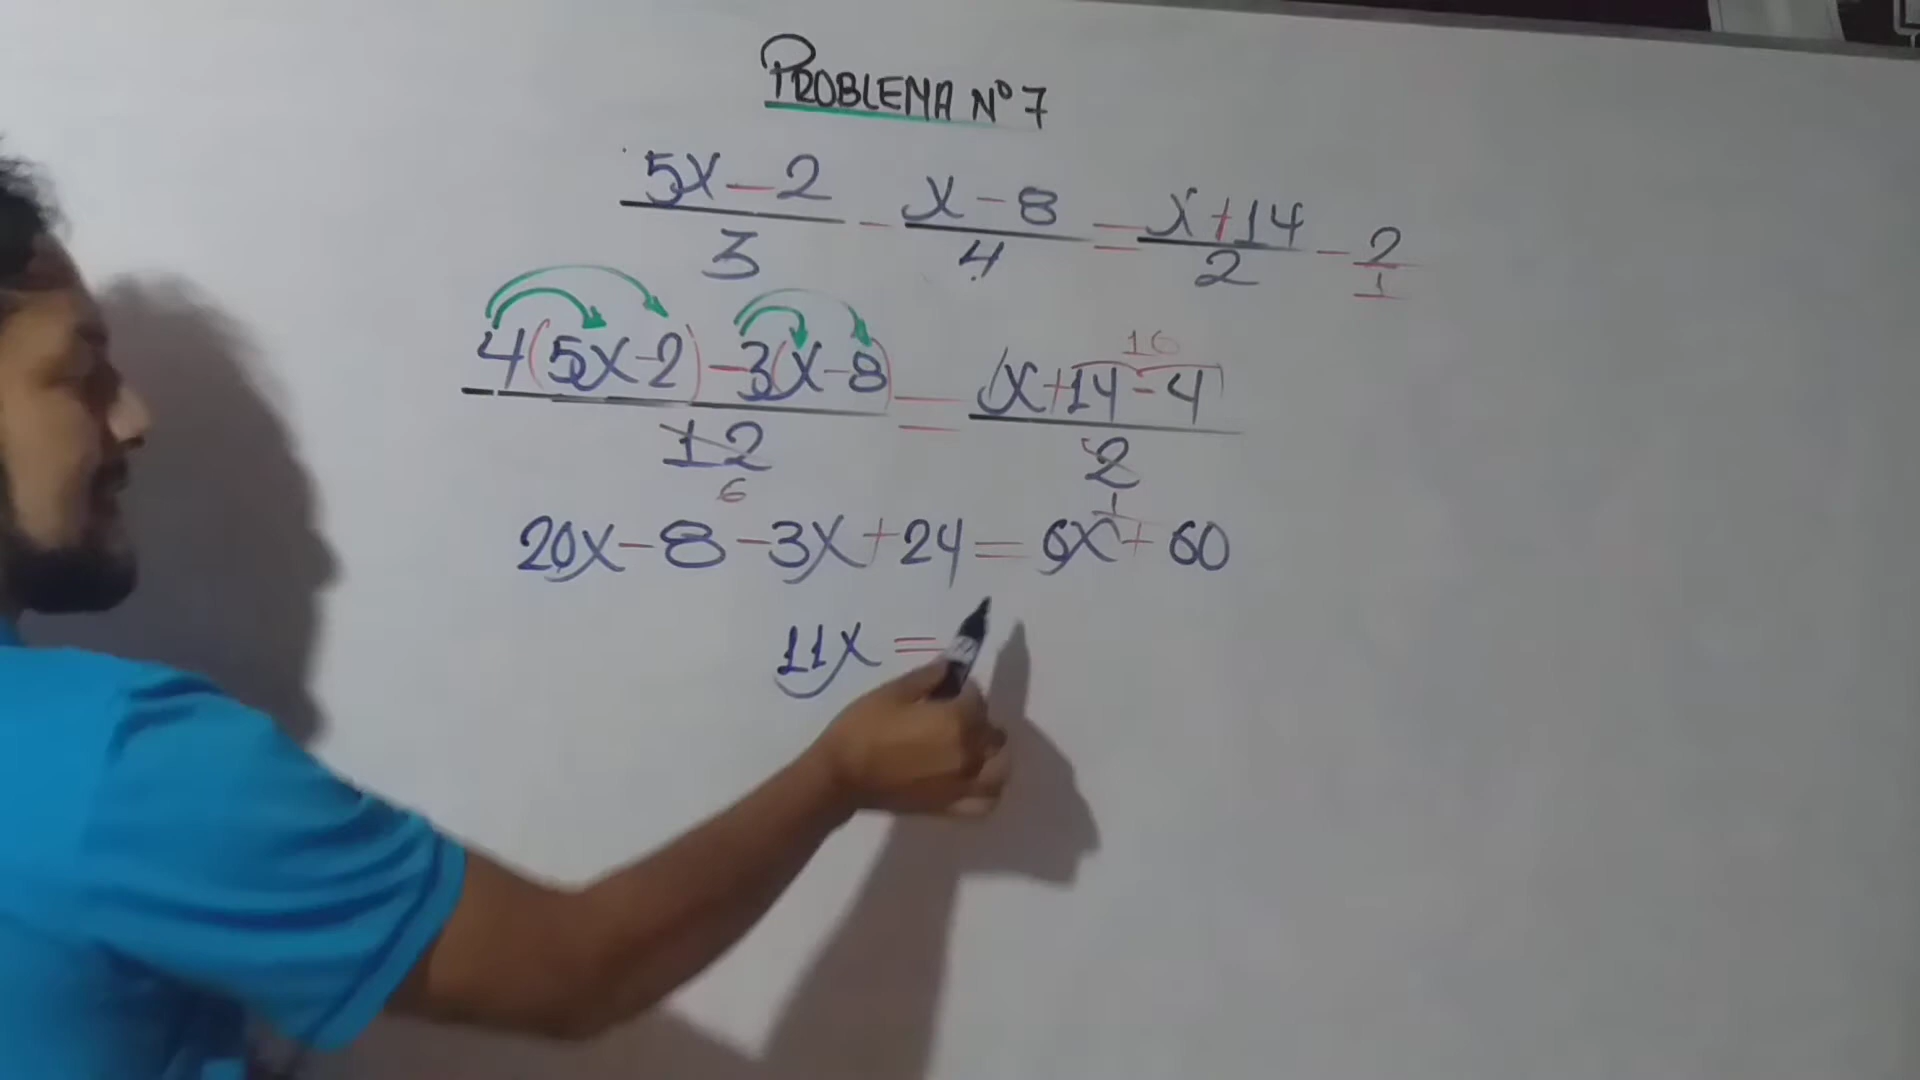 PROBLEMA Nº 7
5x - 2 / 3 - x - 8 / 4 = x + 14 / 2 - 2 / 1
10
4(5x - 2) - 3(x - 8) / 12 = (x + 14 - 4) / 2
6 1
20x - 8 - 3x + 24 = 6x + 60
11x =